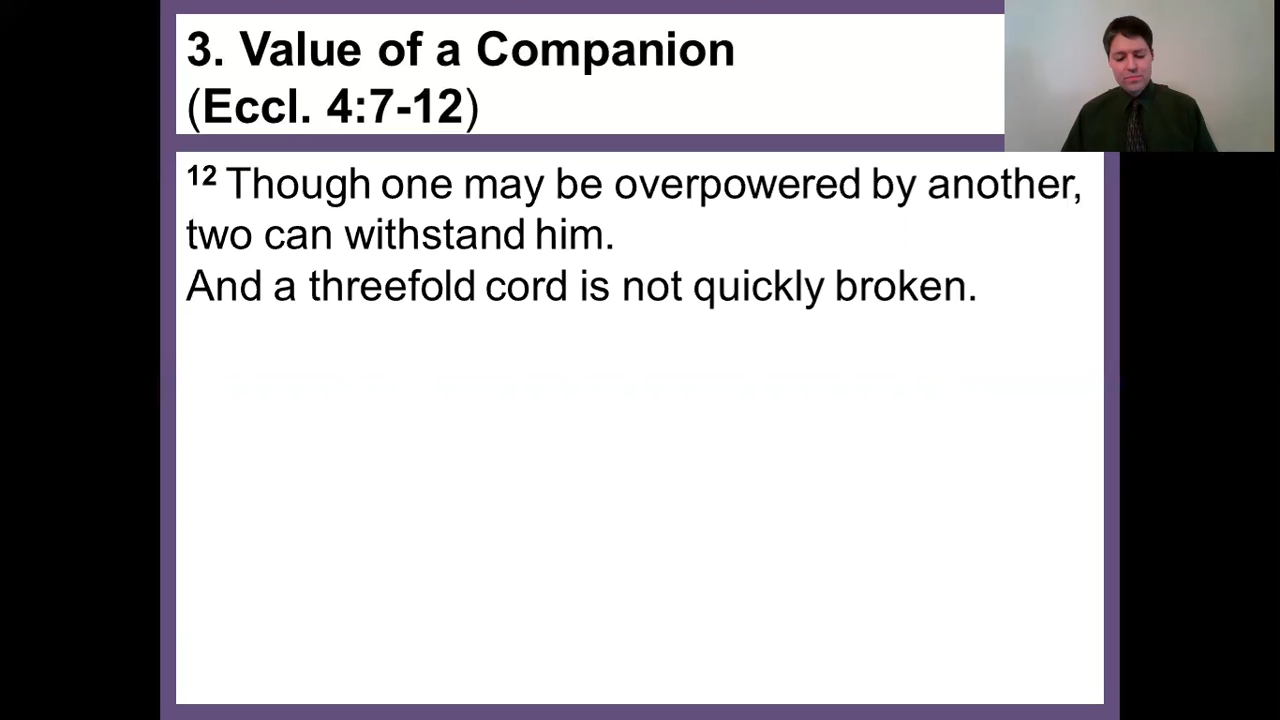 3. Value of a Companion
(Eccl. 4:7-12)
12 Though one may be overpowered by another,
two can withstand him.
And a threefold cord is not quickly broken.